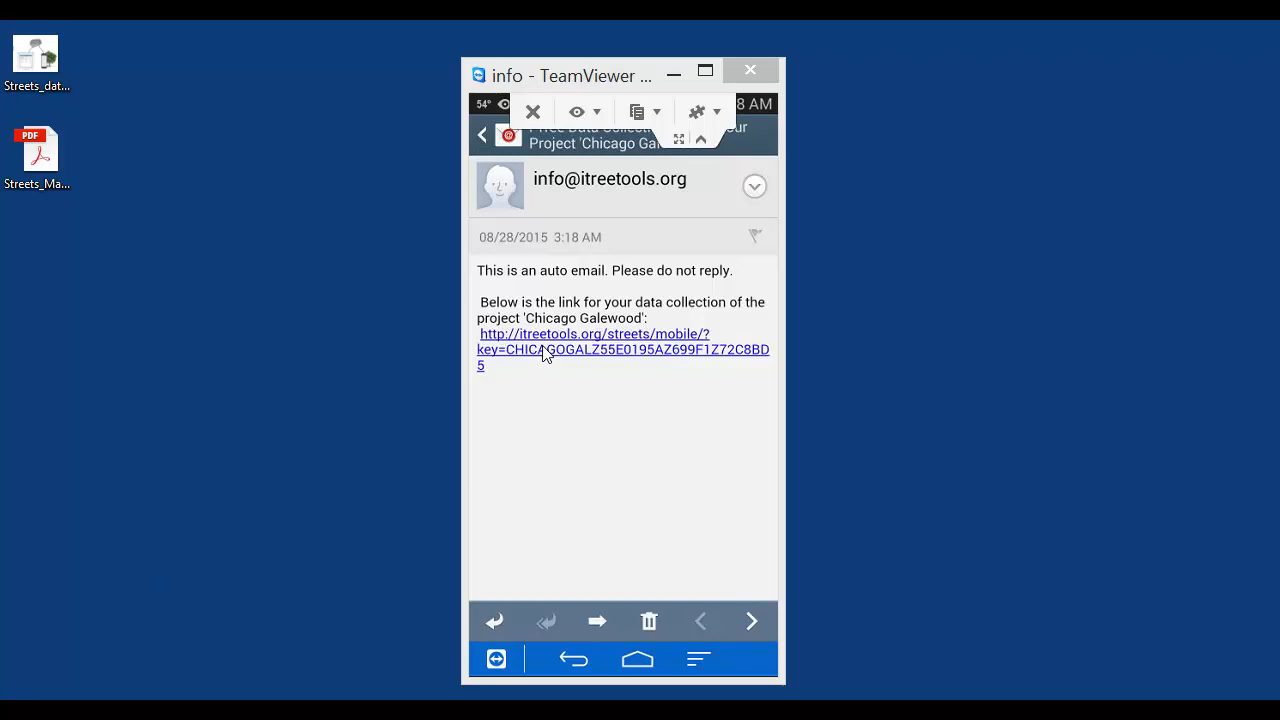 Streets_dat...
PDF
Streets_Ma...
info - TeamViewer ...
54°
8 AM
Project 'Chicago Gal
info@itreetools.org
08/28/2015 3:18 AM
This is an auto email. Please do not reply.
Below is the link for your data collection of the
project 'Chicago Galewood':
http://itreetools.org/streets/mobile/?
key=CHICAGOGALZ55E0195AZ699F1Z72C8BD
5